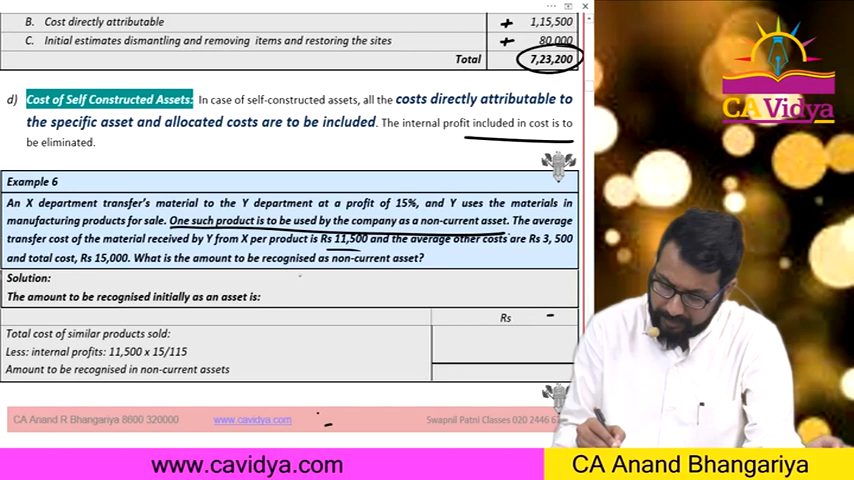 B. Cost directly attributable + 1,15,500
C. Initial estimates dismantling and removing items and restoring the sites + 80,000
Total 7,23,200
d) Cost of Self Constructed Assets: In case of self-constructed assets, all the costs directly attributable to
the specific asset and allocated costs are to be included. The internal profit included in cost is to
be eliminated.
Example 6
An X department transfer's material to the Y department at a profit of 15%, and Y uses the materials in
manufacturing products for sale. One such product is to be used by the company as a non-current asset. The average
transfer cost of the material received by Y from X per product is Rs 11,500 and the average other costs are Rs 3, 500
and total cost, Rs 15,000. What is the amount to be recognised as non-current asset?
Solution:
The amount to be recognised initially as an asset is:
Rs
Total cost of similar products sold:
Less: internal profits: 11,500 x 15/115
Amount to be recognised in non-current assets
CA Anand R Bhangariya 8600 320000 www.cavidya.com Swapnil Patni Classes 020 2446
CA Vidya
www.cavidya.com
CA Anand Bhangariya